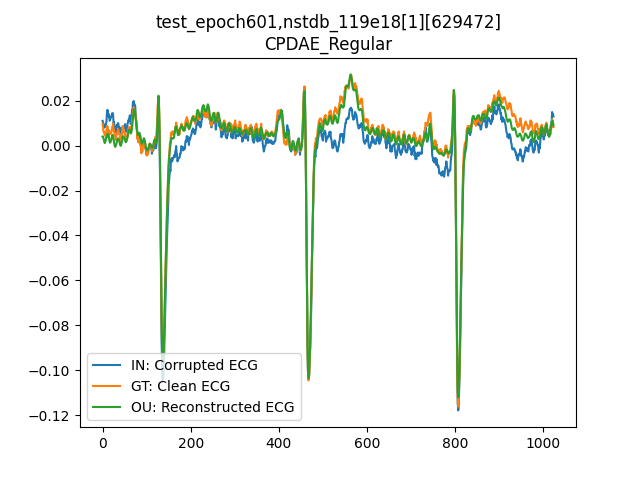 test_epoch601,nstdb_119e18[1][629472]
CPDAE_Regular
0.02
0.00
−0.02
−0.04
−0.06
−0.08
−0.10
−0.12
IN: Corrupted ECG
GT: Clean ECG
OU: Reconstructed ECG
0 200 400 600 800 1000